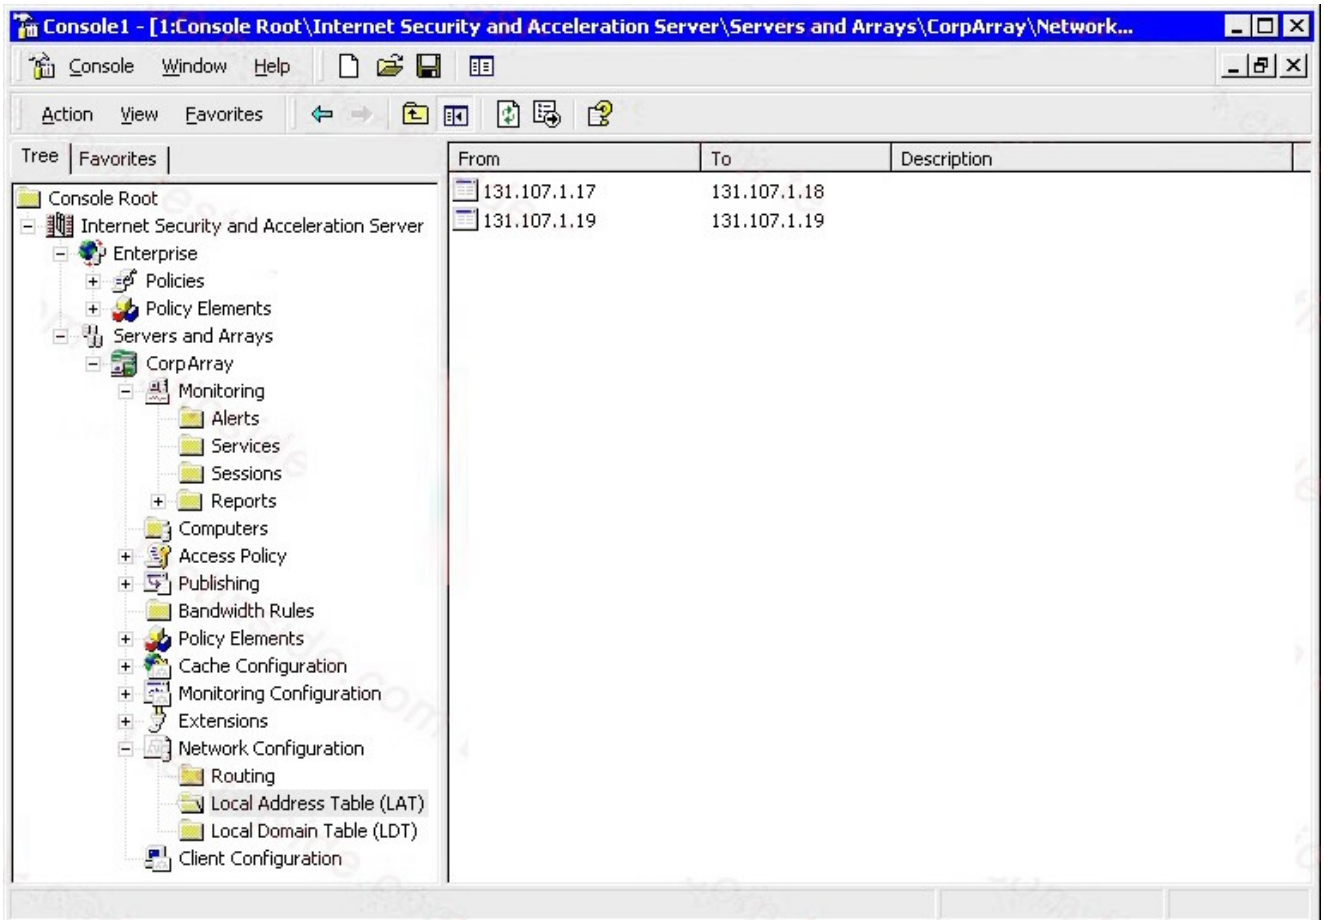 Console1 - [1:Console Root\Internet Security and Acceleration Server\Servers and Arrays\CorpArray\Network...
Console Window Help
Action View Favorites
Tree Favorites
From To Description
131.107.1.17 131.107.1.18
131.107.1.19 131.107.1.19
Console Root
Internet Security and Acceleration Server
Enterprise
Policies
Policy Elements
Servers and Arrays
CorpArray
Monitoring
Alerts
Services
Sessions
Reports
Computers
Access Policy
Publishing
Bandwidth Rules
Policy Elements
Cache Configuration
Monitoring Configuration
Extensions
Network Configuration
Routing
Local Address Table (LAT)
Local Domain Table (LDT)
Client Configuration